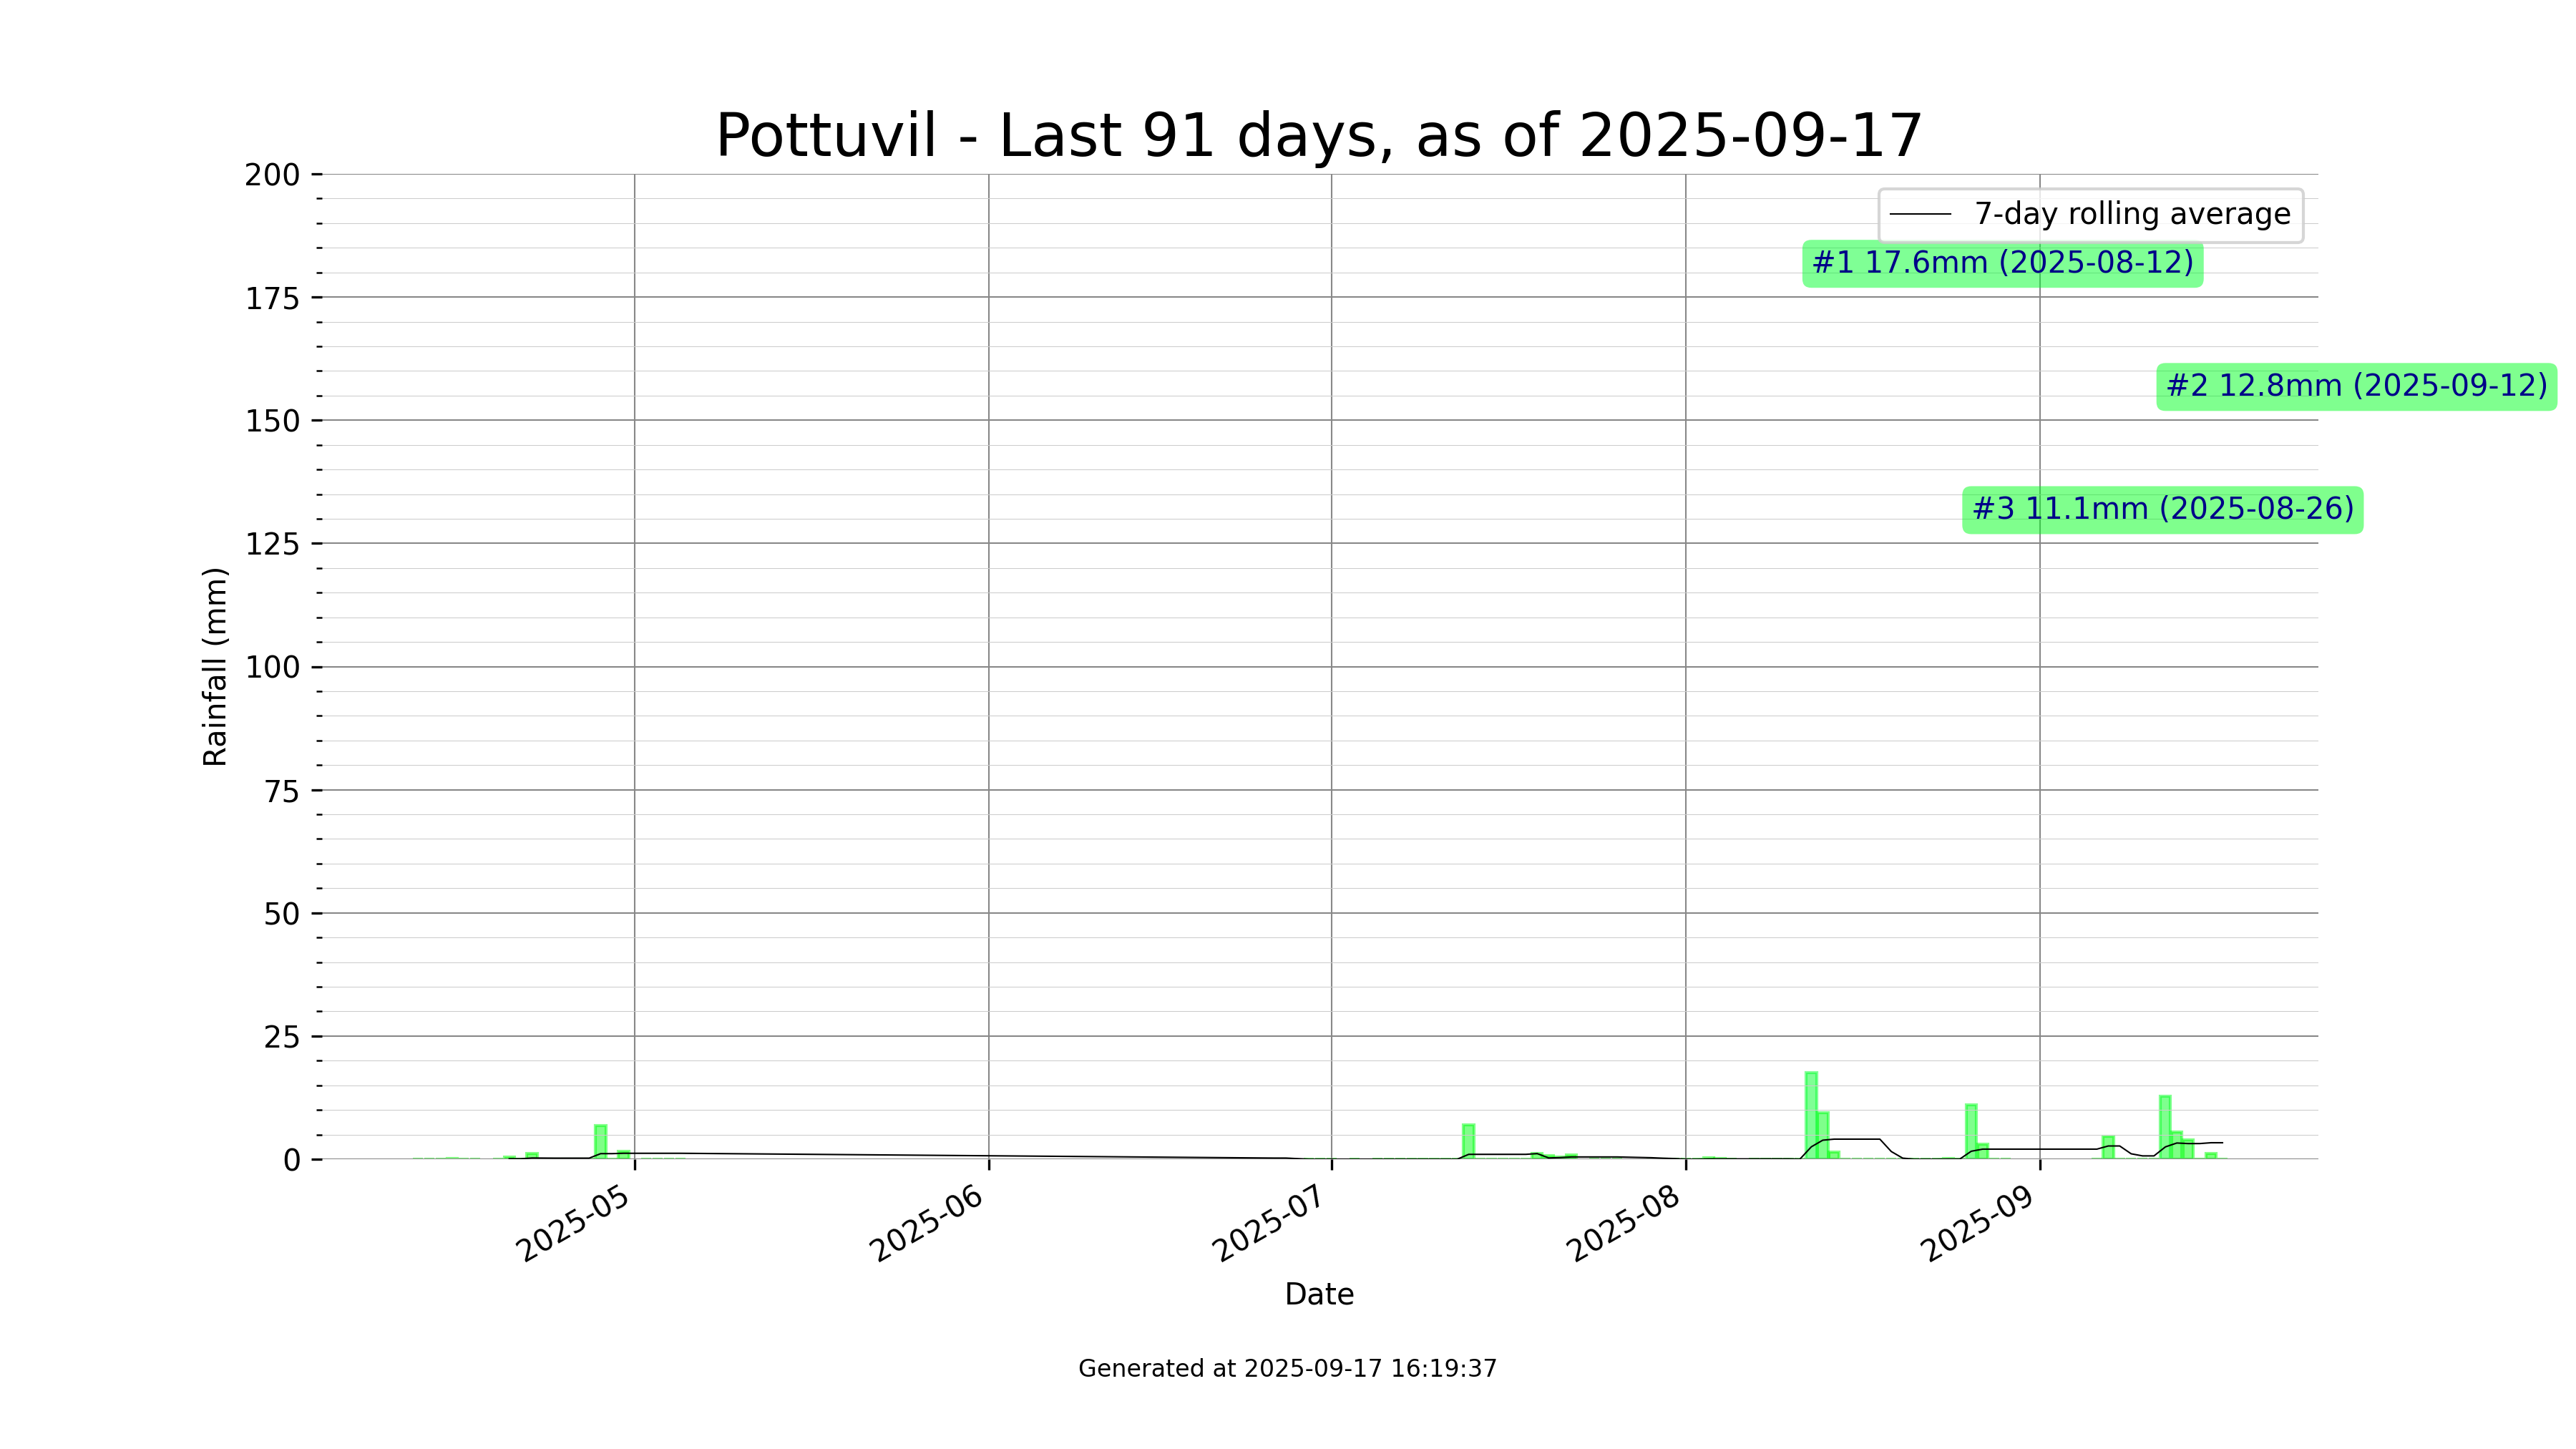 Pottuvil - Last 91 days, as of 2025-09-17
200
175
150
125
100
75
50
25
0
Rainfall (mm)
7-day rolling average
#1 17.6mm (2025-08-12)
#2 12.8mm (2025-09-12)
#3 11.1mm (2025-08-26)
2025-05
2025-06
2025-07
2025-08
2025-09
Date
Generated at 2025-09-17 16:19:37